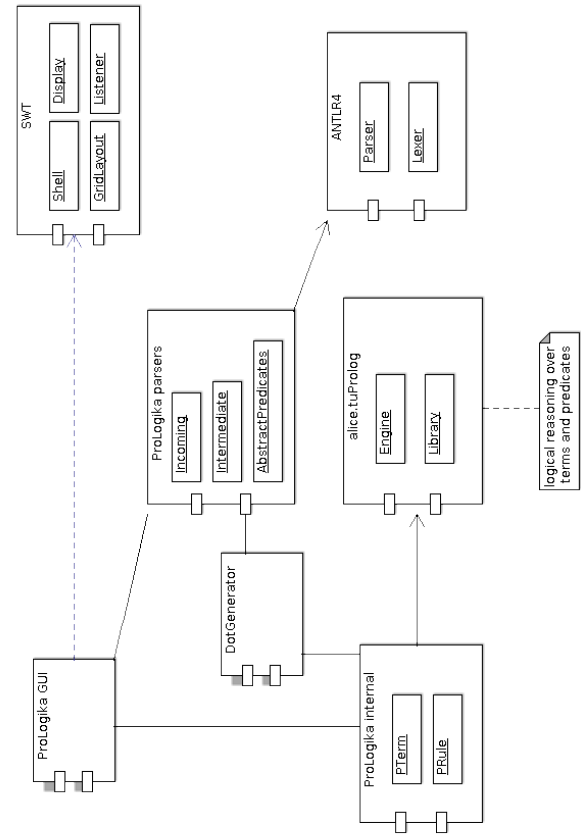 ProLogika GUI
SWT
Shell
Display
GridLayout
Listener
DotGenerator
ProLogika parsers
Incoming
Intermediate
AbstractPredicates
ANTLR4
Parser
Lexer
ProLogika internal
PTerm
PRule
alice.tuProlog
Engine
Library
logical reasoning over
terms and predicates